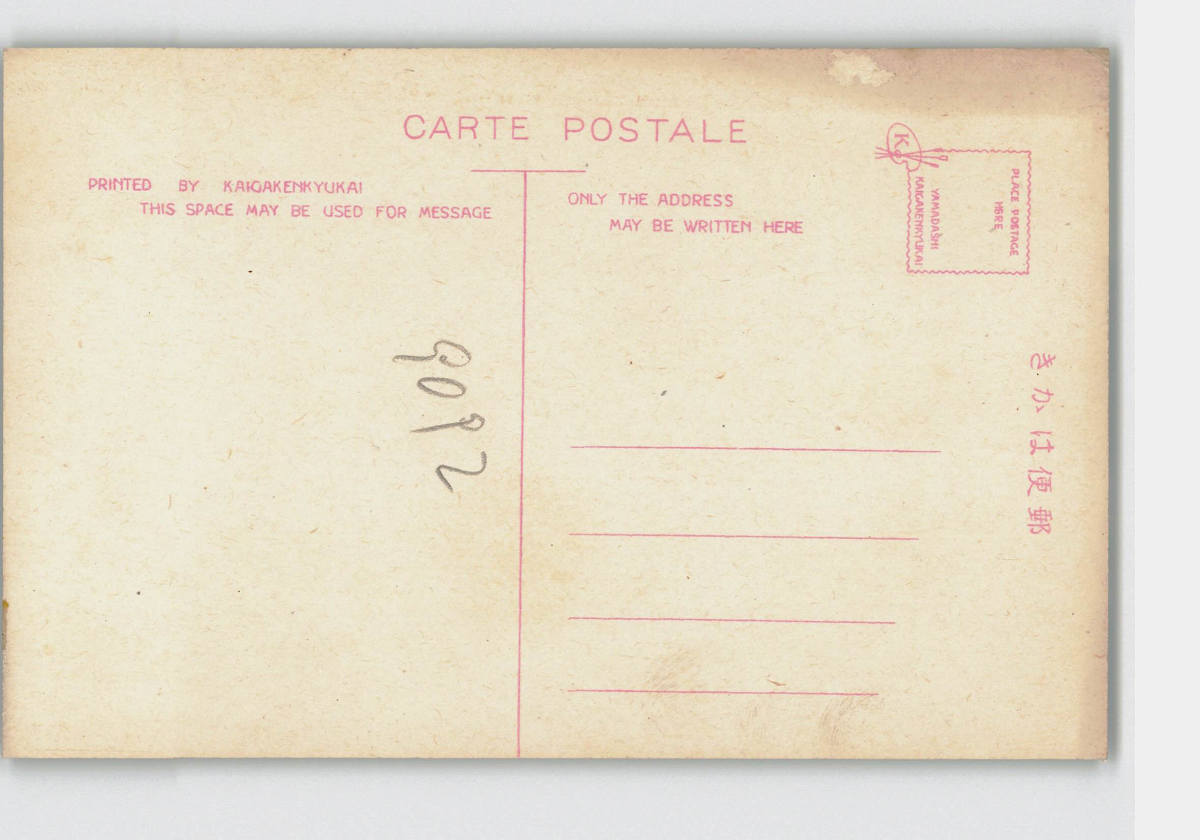 CARTE POSTALE
PRINTED BY KAIGAKENKYUKAI
THIS SPACE MAY BE USED FOR MESSAGE
ONLY THE ADDRESS
MAY BE WRITTEN HERE
K
PLACE POSTAGE
HERE
YAMADASHI
KAIGAKENKYUKAI
きかは便郵
9092